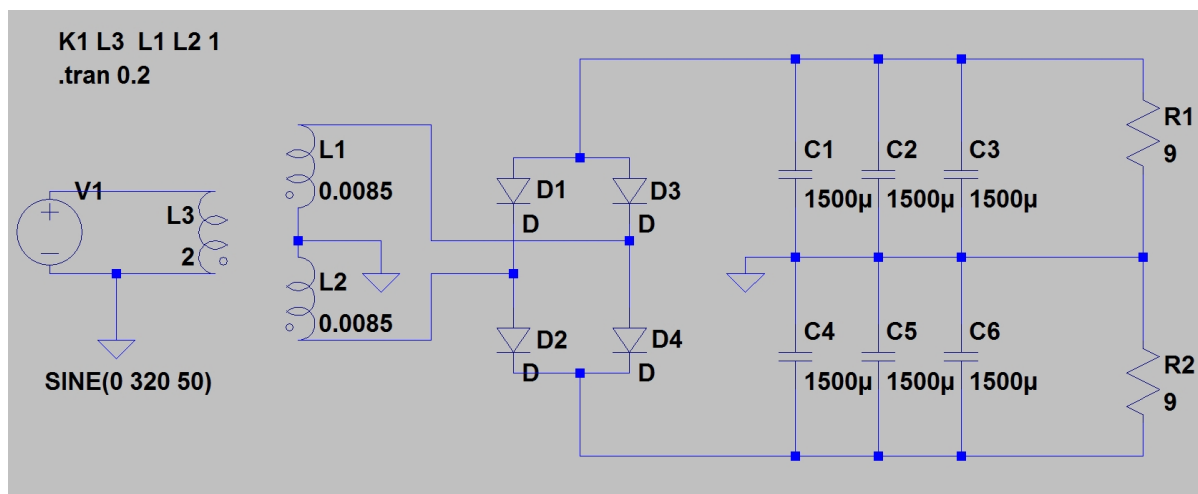 K1 L3  L1 L2 1
.tran 0.2
V1
L3
2
SINE(0 320 50)
L1
0.0085
L2
0.0085
D1
D
D3
D
D2
D
D4
D
C1
1500µ
C2
1500µ
C3
1500µ
R1
9
C4
1500µ
C5
1500µ
C6
1500µ
R2
9